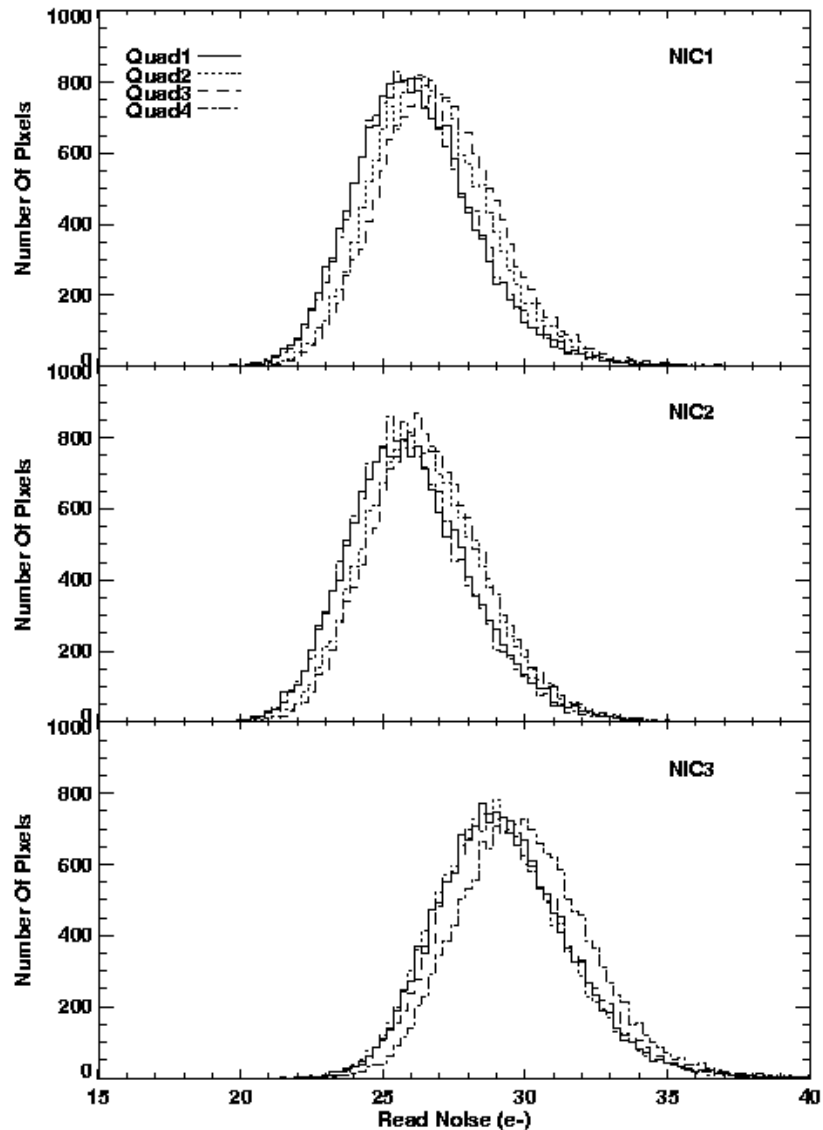 1000
Quad1
Quad2
Quad3
Quad4
NIC1
800
600
400
200
0
Number Of Pixels
1000
NIC2
800
600
400
200
0
Number Of Pixels
1000
NIC3
800
600
400
200
0
Number Of Pixels
15 20 25 30 35 40
Read Noise (e-)